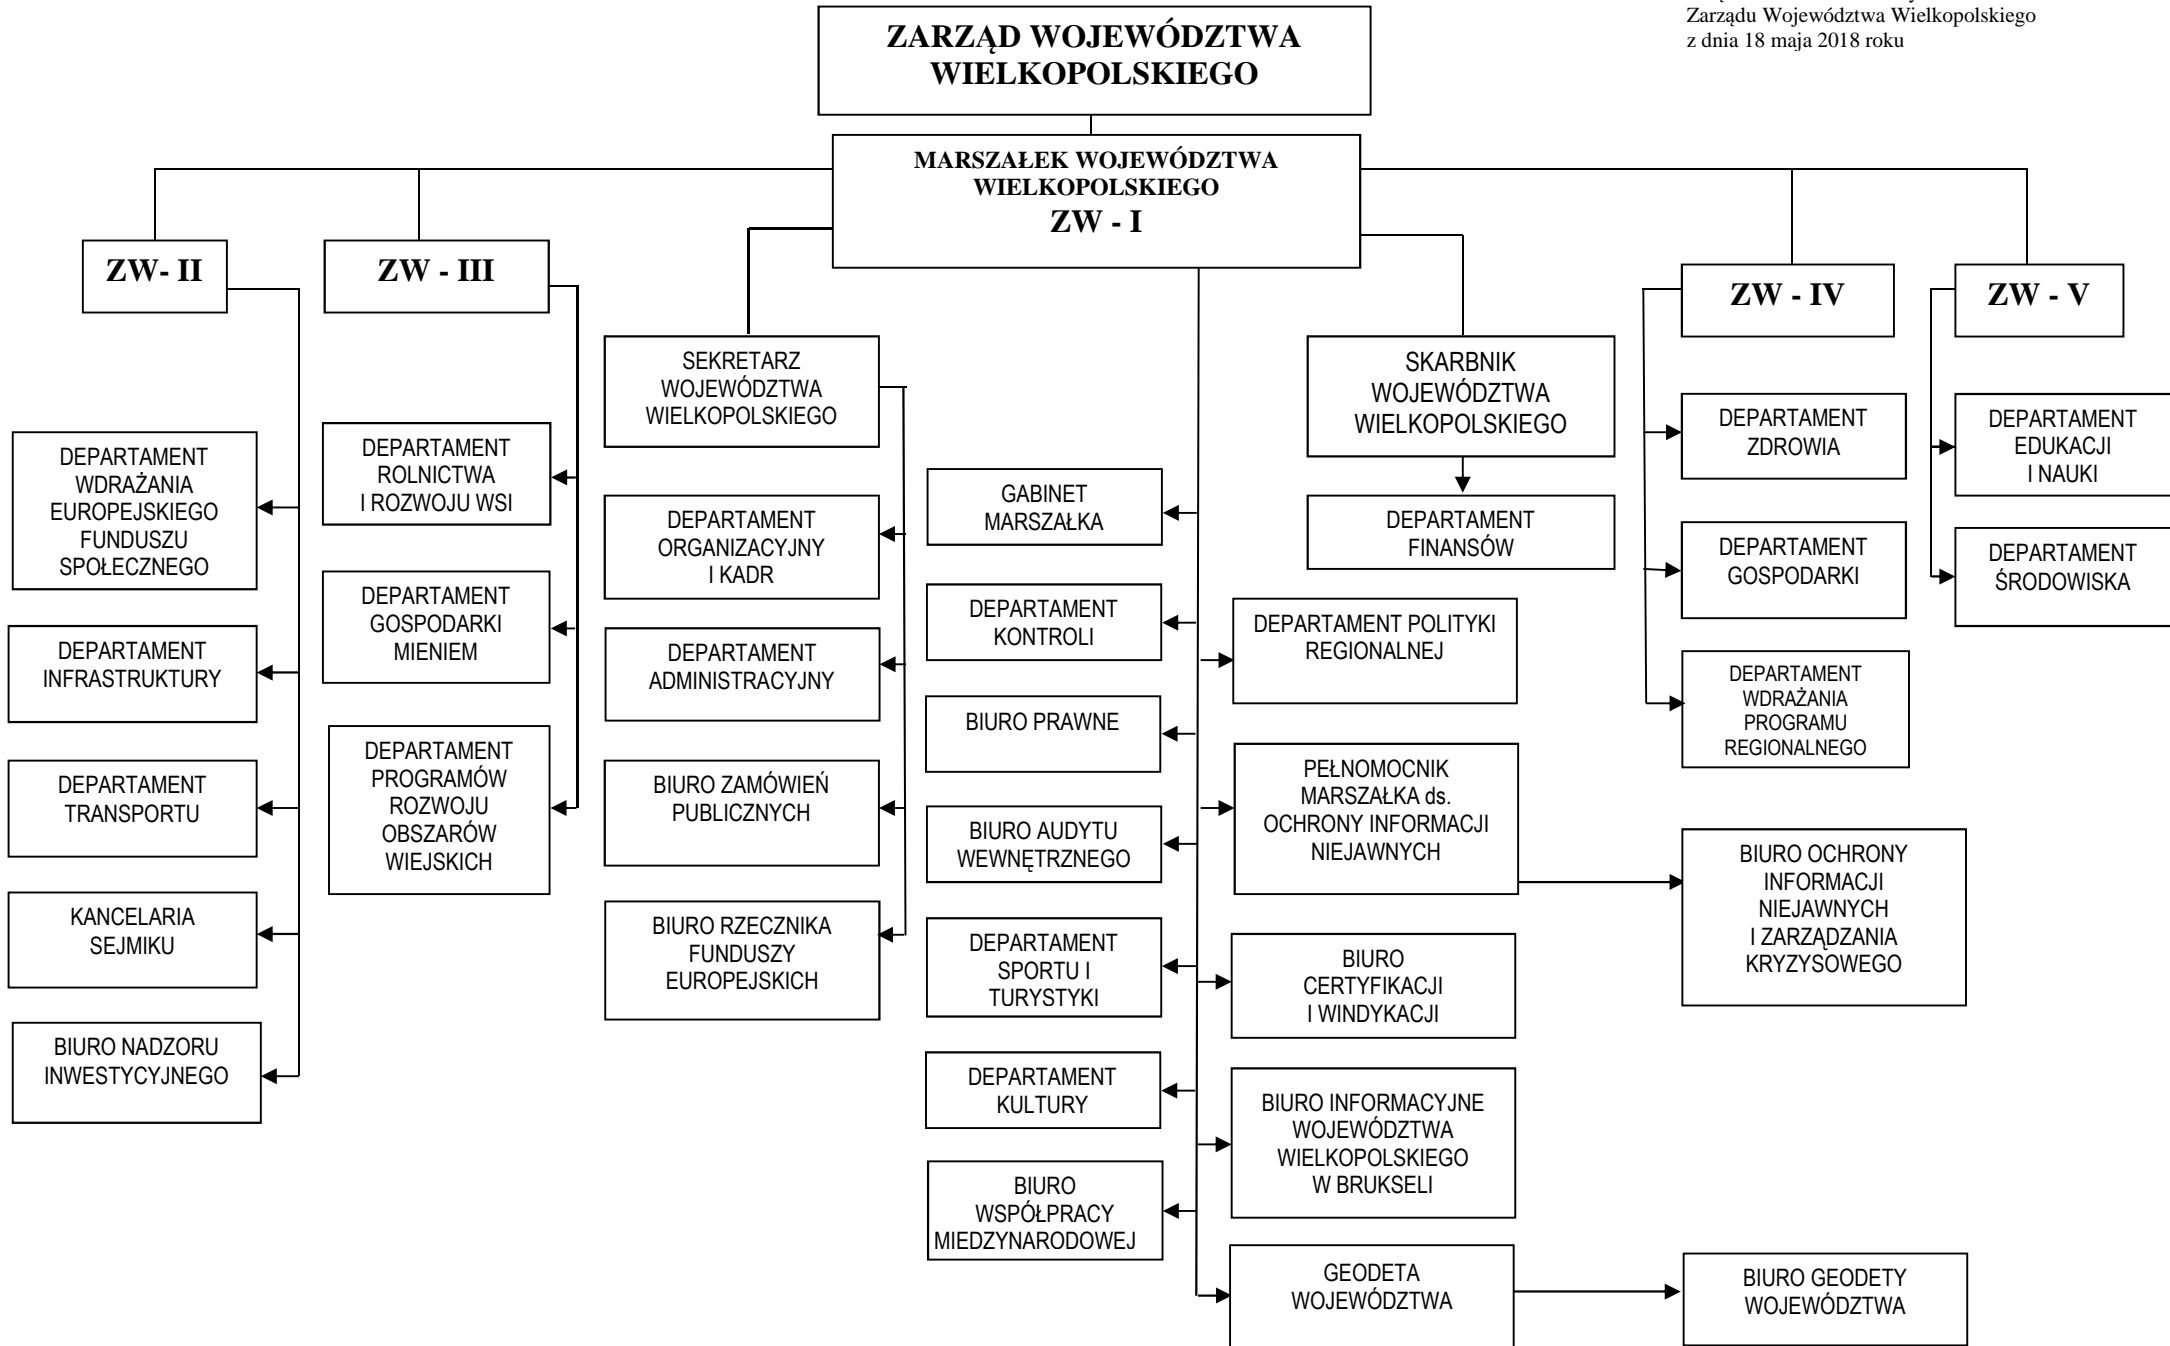 Zarządu Województwa Wielkopolskiego
z dnia 18 maja 2018 roku
ZARZĄD WOJEWÓDZTWA
WIELKOPOLSKIEGO
MARSZAŁEK WOJEWÓDZTWA
WIELKOPOLSKIEGO
ZW - I
ZW- II
ZW - III
ZW - IV
ZW - V
DEPARTAMENT
WDRAŻANIA
EUROPEJSKIEGO
FUNDUSZU
SPOŁECZNEGO
DEPARTAMENT
INFRASTRUKTURY
DEPARTAMENT
TRANSPORTU
KANCELARIA
SEJMIKU
BIURO NADZORU
INWESTYCYJNEGO
DEPARTAMENT
ROLNICTWA
I ROZWOJU WSI
DEPARTAMENT
GOSPODARKI
MIENIEM
DEPARTAMENT
PROGRAMÓW
ROZWOJU
OBSZARÓW
WIEJSKICH
SEKRETARZ
WOJEWÓDZTWA
WIELKOPOLSKIEGO
DEPARTAMENT
ORGANIZACYJNY
I KADR
DEPARTAMENT
ADMINISTRACYJNY
BIURO ZAMÓWIEŃ
PUBLICZNYCH
BIURO RZECZNIKA
FUNDUSZY
EUROPEJSKICH
GABINET
MARSZAŁKA
DEPARTAMENT
KONTROLI
BIURO PRAWNE
BIURO AUDYTU
WEWNĘTRZNEGO
DEPARTAMENT
SPORTU I
TURYSTYKI
DEPARTAMENT
KULTURY
BIURO
WSPÓŁPRACY
MIEDZYNARODOWEJ
SKARBNIK
WOJEWÓDZTWA
WIELKOPOLSKIEGO
DEPARTAMENT
FINANSÓW
DEPARTAMENT POLITYKI
REGIONALNEJ
PEŁNOMOCNIK
MARSZAŁKA ds.
OCHRONY INFORMACJI
NIEJAWNYCH
BIURO
CERTYFIKACJI
I WINDYKACJI
BIURO INFORMACYJNE
WOJEWÓDZTWA
WIELKOPOLSKIEGO
W BRUKSELI
GEODETA
WOJEWÓDZTWA
DEPARTAMENT
ZDROWIA
DEPARTAMENT
GOSPODARKI
DEPARTAMENT
WDRAŻANIA
PROGRAMU
REGIONALNEGO
BIURO OCHRONY
INFORMACJI
NIEJAWNYCH
I ZARZĄDZANIA
KRYZYSOWEGO
BIURO GEODETY
WOJEWÓDZTWA
DEPARTAMENT
EDUKACJI
I NAUKI
DEPARTAMENT
ŚRODOWISKA